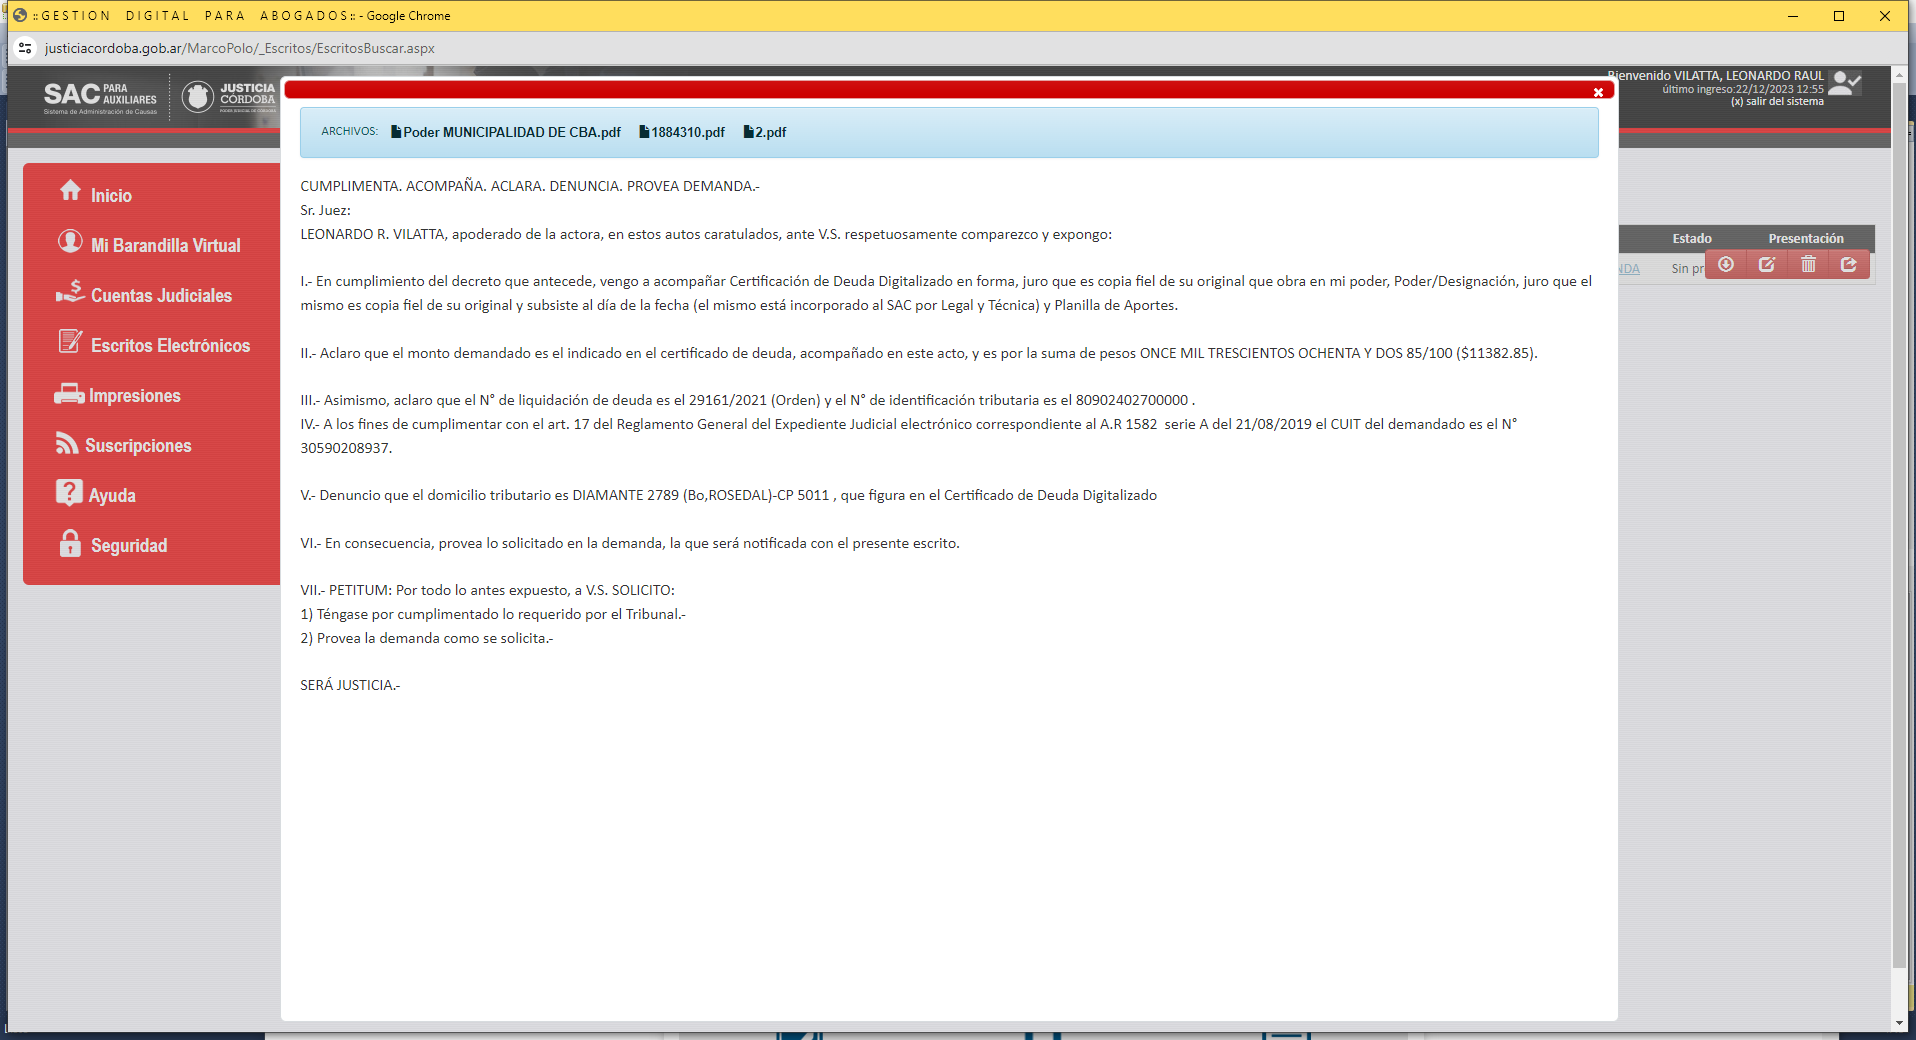 :: G E S T I O N   D I G I T A L   P A R A   A B O G A D O S :: - Google Chrome
justiciacordoba.gob.ar/MarcoPolo/_Escritos/EscritosBuscar.aspx
SAC PARA AUXILIARES
Sistema de Administración de Causas
JUSTICIA CÓRDOBA
Bienvenido VILATTA, LEONARDO RAUL
último ingreso:22/12/2023 12:55
(x) salir del sistema
Inicio
Mi Barandilla Virtual
Cuentas Judiciales
Escritos Electrónicos
Impresiones
Suscripciones
Ayuda
Seguridad
ARCHIVOS: Poder MUNICIPALIDAD DE CBA.pdf 1884310.pdf 2.pdf
CUMPLIMENTA. ACOMPAÑA. ACLARA. DENUNCIA. PROVEA DEMANDA.-
Sr. Juez:
LEONARDO R. VILATTA, apoderado de la actora, en estos autos caratulados, ante V.S. respetuosamente comparezco y expongo:
I.- En cumplimiento del decreto que antecede, vengo a acompañar Certificación de Deuda Digitalizado en forma, juro que es copia fiel de su original que obra en mi poder, Poder/Designación, juro que el
mismo es copia fiel de su original y subsiste al día de la fecha (el mismo está incorporado al SAC por Legal y Técnica) y Planilla de Aportes.
II.- Aclaro que el monto demandado es el indicado en el certificado de deuda, acompañado en este acto, y es por la suma de pesos ONCE MIL TRESCIENTOS OCHENTA Y DOS 85/100 ($11382.85).
III.- Asimismo, aclaro que el N° de liquidación de deuda es el 29161/2021 (Orden) y el N° de identificación tributaria es el 80902402700000 .
IV.- A los fines de cumplimentar con el art. 17 del Reglamento General del Expediente Judicial electrónico correspondiente al A.R 1582  serie A del 21/08/2019 el CUIT del demandado es el N°
30590208937.
V.- Denuncio que el domicilio tributario es DIAMANTE 2789 (Bo,ROSEDAL)-CP 5011 , que figura en el Certificado de Deuda Digitalizado
VI.- En consecuencia, provea lo solicitado en la demanda, la que será notificada con el presente escrito.
VII.- PETITUM: Por todo lo antes expuesto, a V.S. SOLICITO:
1) Téngase por cumplimentado lo requerido por el Tribunal.-
2) Provea la demanda como se solicita.-
SERÁ JUSTICIA.-
Estado Presentación
NDA Sin pr